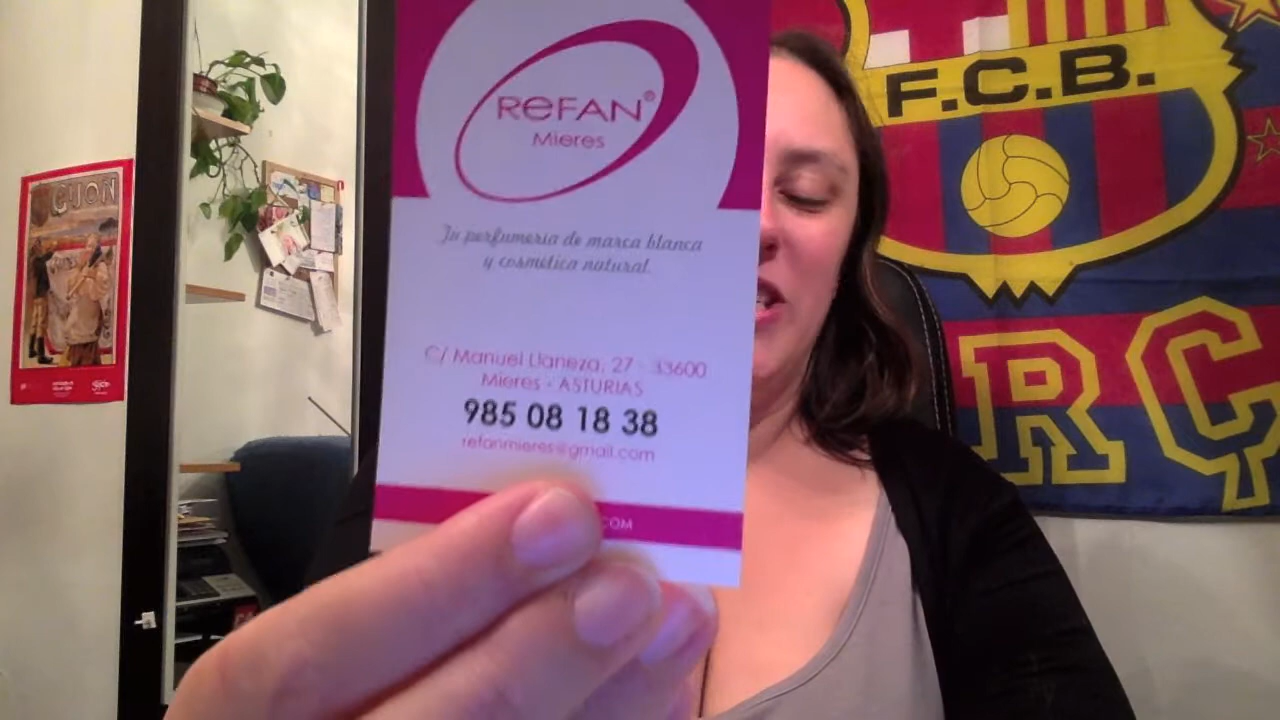 REFAN®
Mieres
Tu perfumería de marca blanca
y cosmética natural.
C/ Manuel Llaneza, 27 - 33600
Mieres - ASTURIAS
985 08 18 38
refanmieres@gmail.com
.COM
F.C.B.
GIJON